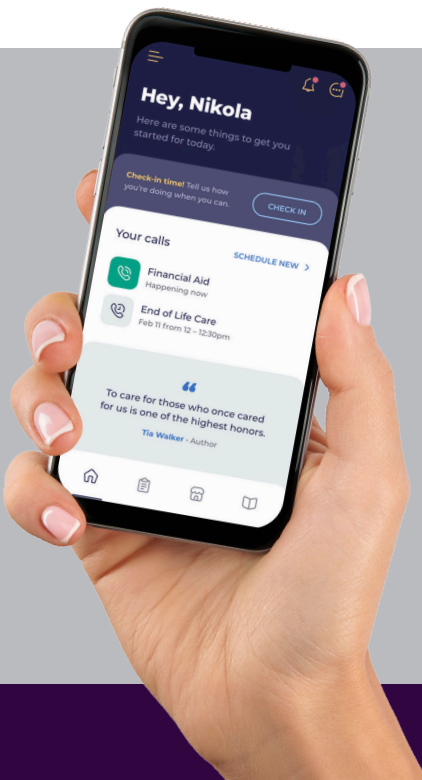 Hey, Nikola
Here are some things to get you
started for today.
Check-in time! Tell us how
you're doing when you can.
CHECK IN
Your calls
SCHEDULE NEW >
Financial Aid
Happening now
End of Life Care
Feb 11 from 12 – 12:30pm
“
To care for those who once cared
for us is one of the highest honors.
Tia Walker - Author